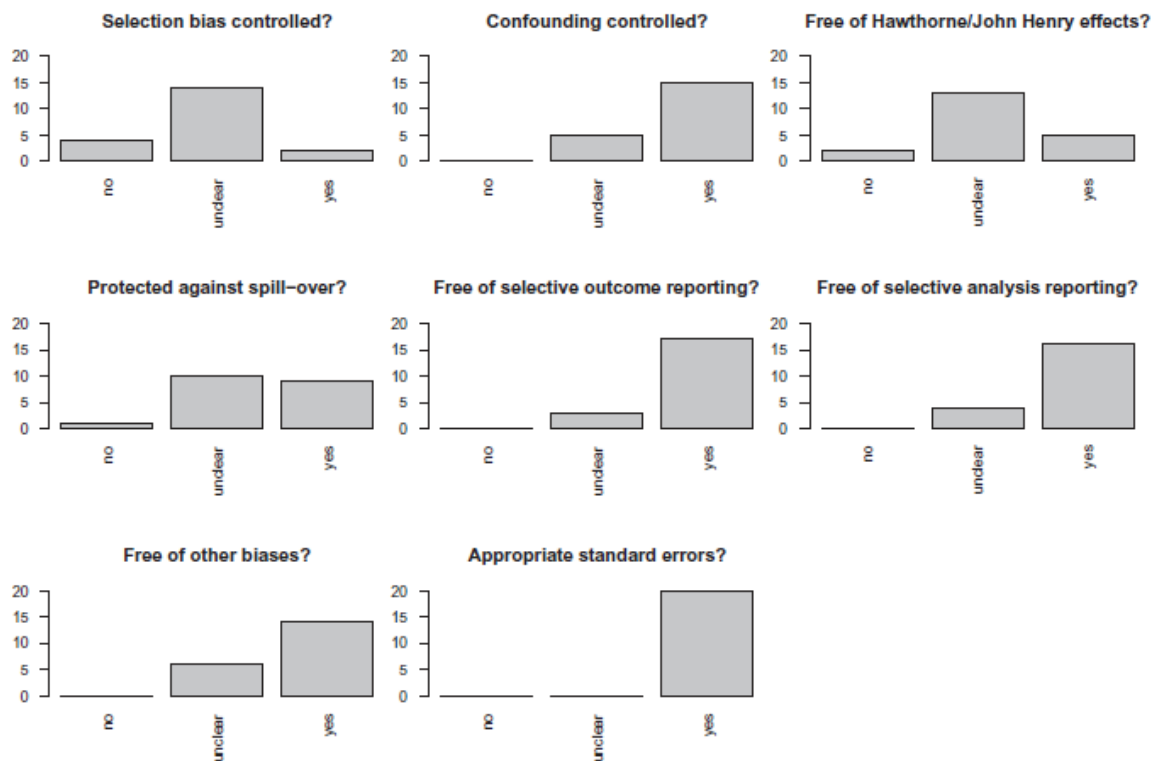 Selection bias controlled?
20
15
10
5
0
no
unclear
yes
Confounding controlled?
20
15
10
5
0
no
unclear
yes
Free of Hawthorne/John Henry effects?
20
15
10
5
0
no
unclear
yes
Protected against spill−over?
20
15
10
5
0
no
unclear
yes
Free of selective outcome reporting?
20
15
10
5
0
no
unclear
yes
Free of selective analysis reporting?
20
15
10
5
0
no
unclear
yes
Free of other biases?
20
15
10
5
0
no
unclear
yes
Appropriate standard errors?
20
15
10
5
0
no
unclear
yes